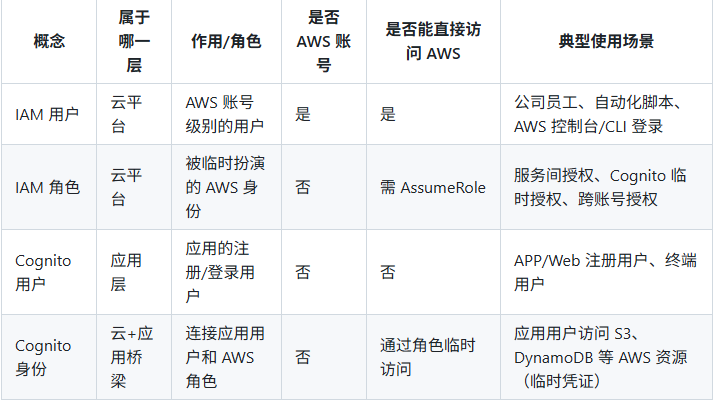 概念
属于
哪一
层
作用/角色
是否
AWS 账
号
是否能直接访
问 AWS
典型使用场景
IAM 用户
云平
台
AWS 账号
级别的用户
是
是
公司员工、自动化脚本、
AWS 控制台/CLI 登录
IAM 角色
云平
台
被临时扮演
的 AWS 身
份
否
需 AssumeRole
服务间授权、Cognito 临
时授权、跨账号授权
Cognito
用户
应用
层
应用的注
册/登录用
户
否
否
APP/Web 注册用户、终端
用户
Cognito
身份
云+应
用桥
梁
连接应用用
户和 AWS
角色
否
通过角色临时
访问
应用用户访问 S3、
DynamoDB 等 AWS 资源
（临时凭证）